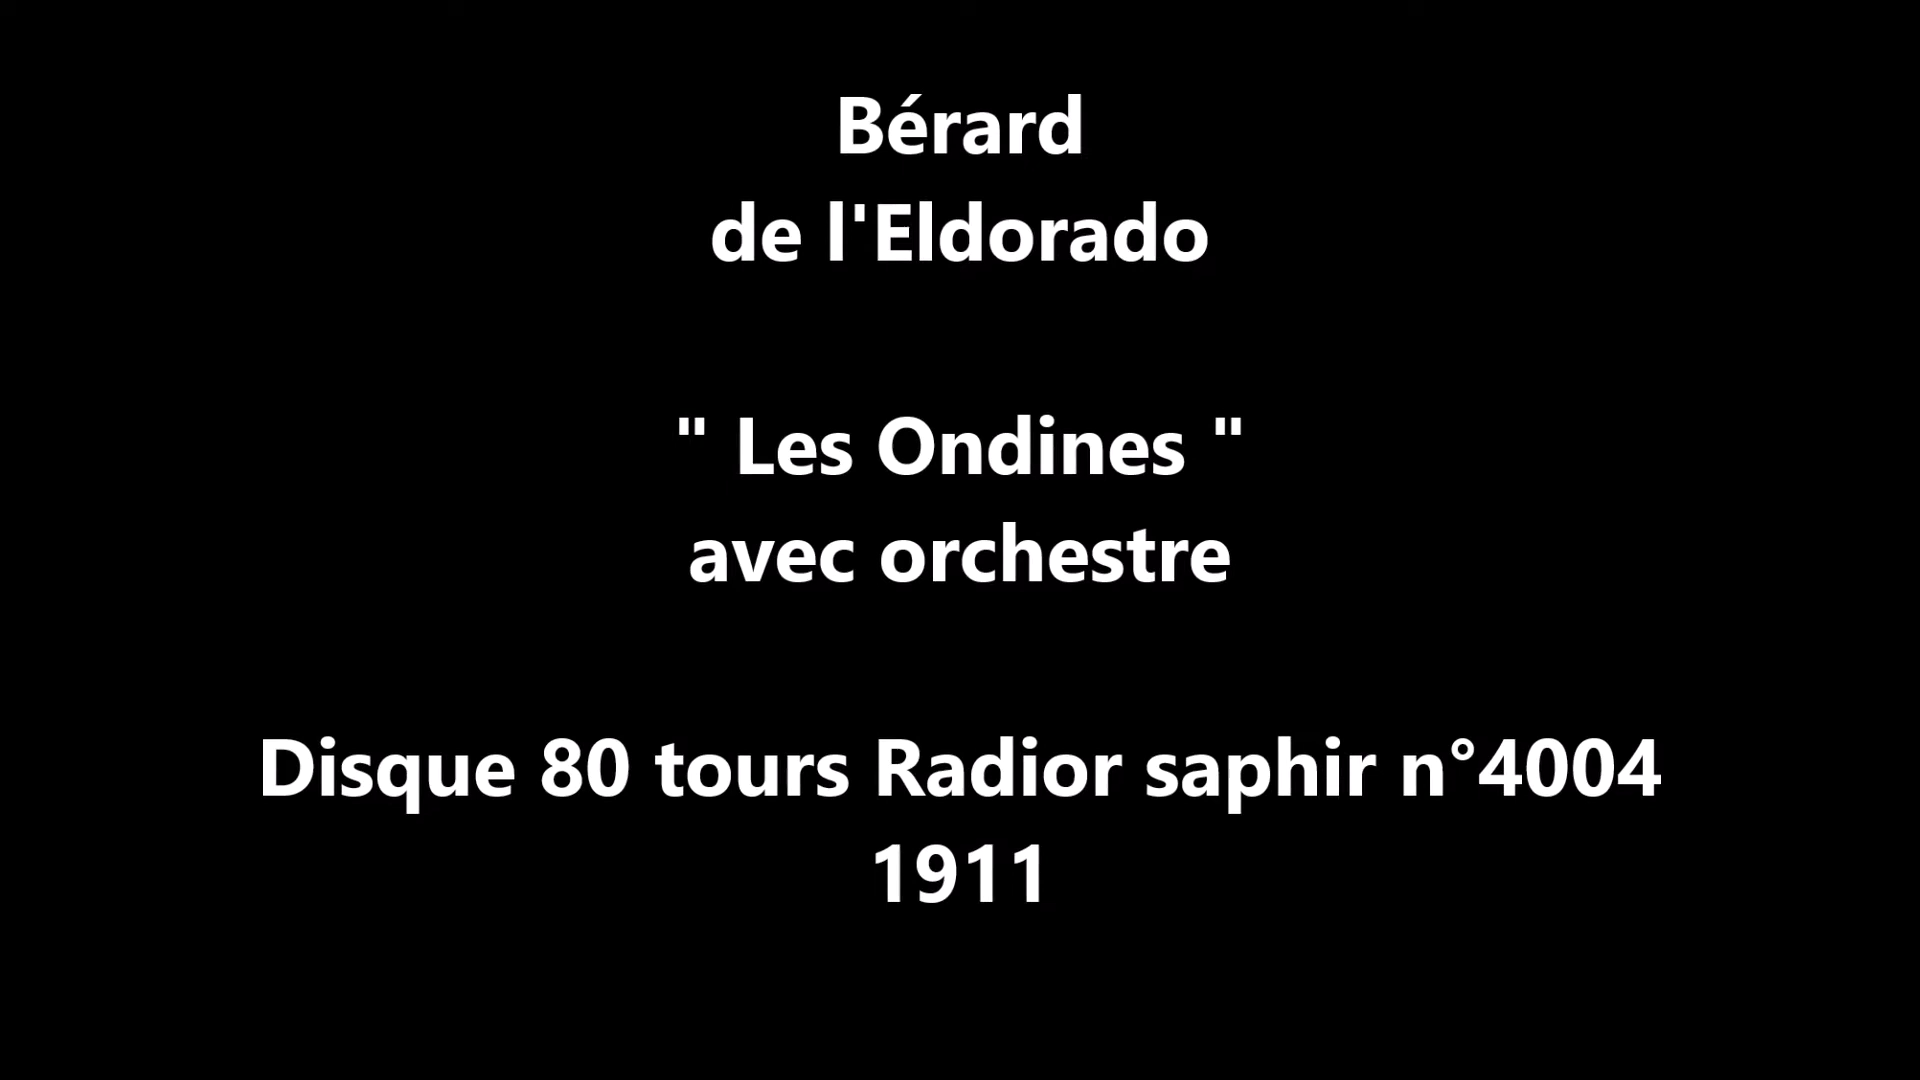 Bérard
de l'Eldorado
" Les Ondines "
avec orchestre
Disque 80 tours Radior saphir n°4004
1911